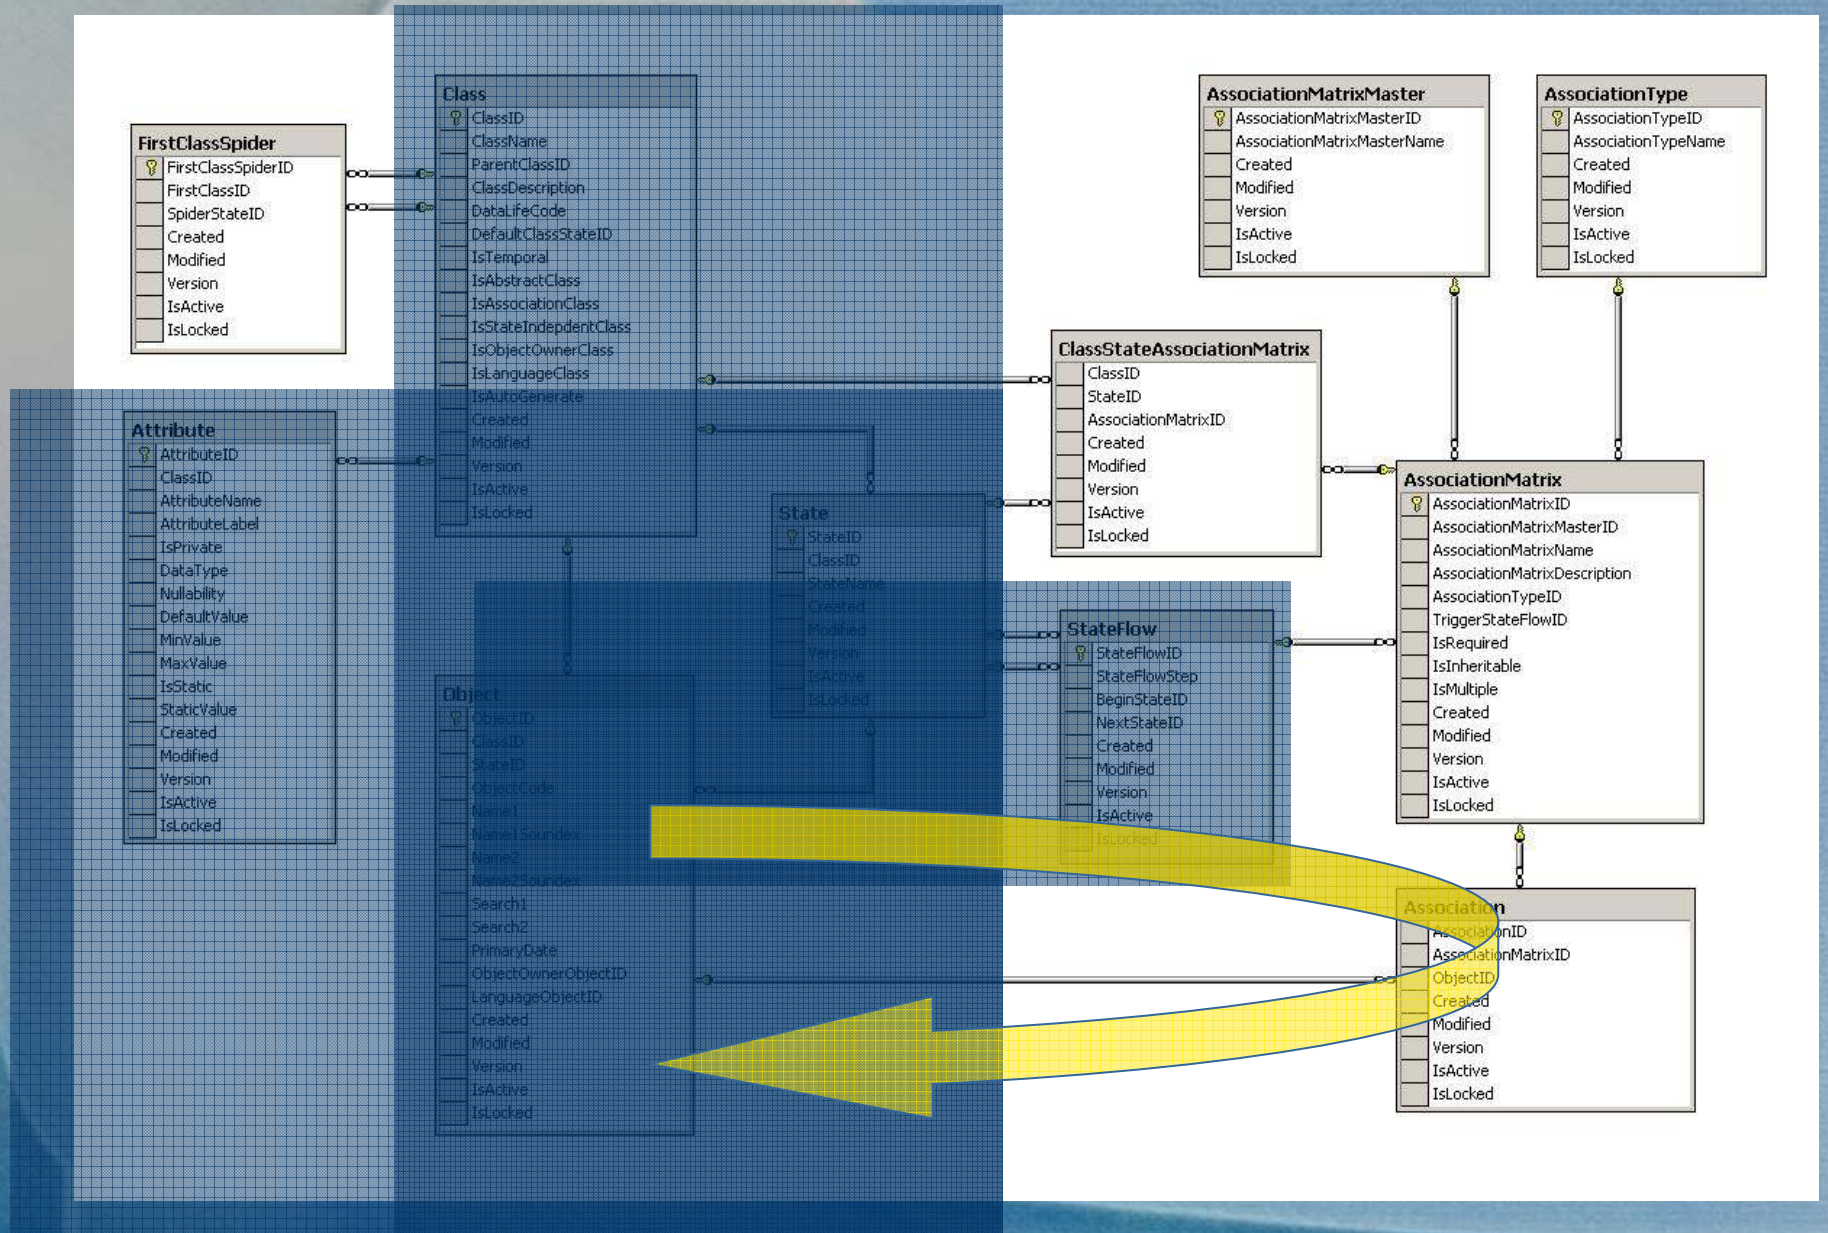 FirstClassSpider
FirstClassSpiderID
FirstClassID
SpiderStateID
Created
Modified
Version
IsActive
IsLocked
Class
ClassID
ClassName
ParentClassID
ClassDescription
DataLifeCode
DefaultClassStateID
IsTemporal
IsAbstractClass
IsAssociationClass
IsStateIndepdentClass
IsObjectOwnerClass
IsLanguageClass
IsAutoGenerate
Created
Modified
Version
IsActive
IsLocked
AssociationMatrixMaster
AssociationMatrixMasterID
AssociationMatrixMasterName
Created
Modified
Version
IsActive
IsLocked
AssociationType
AssociationTypeID
AssociationTypeName
Created
Modified
Version
IsActive
IsLocked
ClassStateAssociationMatrix
ClassID
StateID
AssociationMatrixID
Created
Modified
Version
IsActive
IsLocked
Attribute
AttributeID
ClassID
AttributeName
AttributeLabel
IsPrivate
DataType
Nullability
DefaultValue
MinValue
MaxValue
IsStatic
StaticValue
Created
Modified
Version
IsActive
IsLocked
State
StateID
ClassID
StateName
Created
Modified
Version
IsActive
IsLocked
AssociationMatrix
AssociationMatrixID
AssociationMatrixMasterID
AssociationMatrixName
AssociationMatrixDescription
AssociationTypeID
TriggerStateFlowID
IsRequired
IsInheritable
IsMultiple
Created
Modified
Version
IsActive
IsLocked
StateFlow
StateFlowID
StateFlowStep
BeginStateID
NextStateID
Created
Modified
Version
IsActive
IsLocked
Object
ObjectID
ClassID
StateID
ObjectCode
Name1
Name1Soundex
Name2
Name2Soundex
Search1
Search2
PrimaryDate
ObjectOwnerObjectID
LanguageObjectID
Created
Modified
Version
IsActive
IsLocked
Association
AssociationID
AssociationMatrixID
ObjectID
Created
Modified
Version
IsActive
IsLocked